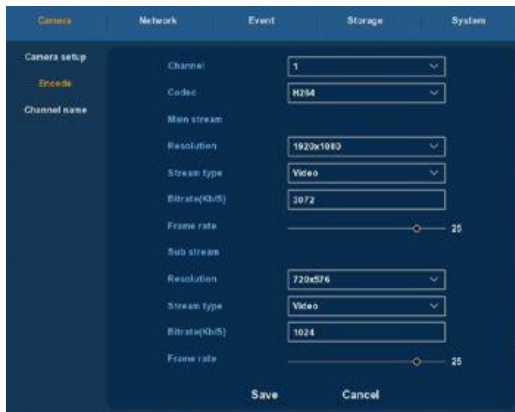 Camera Network Event Storage System
Camera setup
Encode
Channel name
Channel 1
Codec H264
Main stream
Resolution 1920x1080
Stream type Video
Bitrate(Kb/S) 3072
Frame rate 25
Sub stream
Resolution 720x576
Stream type Video
Bitrate(Kb/S) 1024
Frame rate 25
Save Cancel